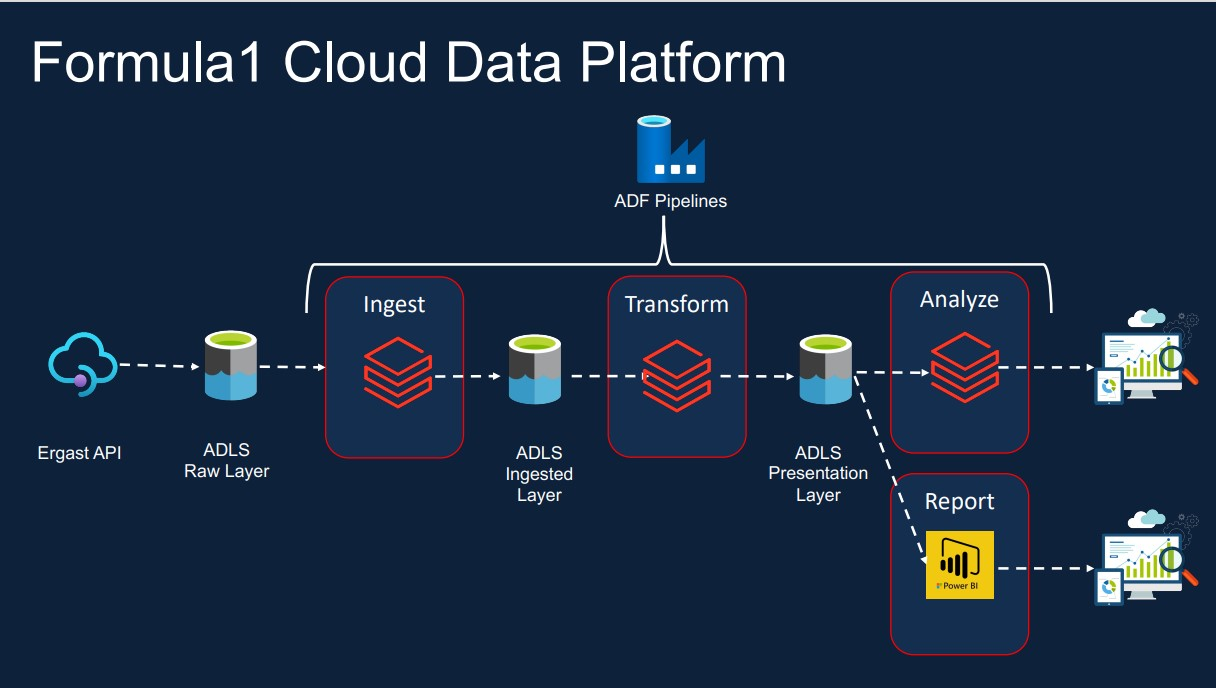 Formula1 Cloud Data Platform
ADF Pipelines
Ingest
Transform
Analyze
Ergast API
ADLS
Raw Layer
ADLS
Ingested
Layer
ADLS
Presentation
Layer
Report
Power BI